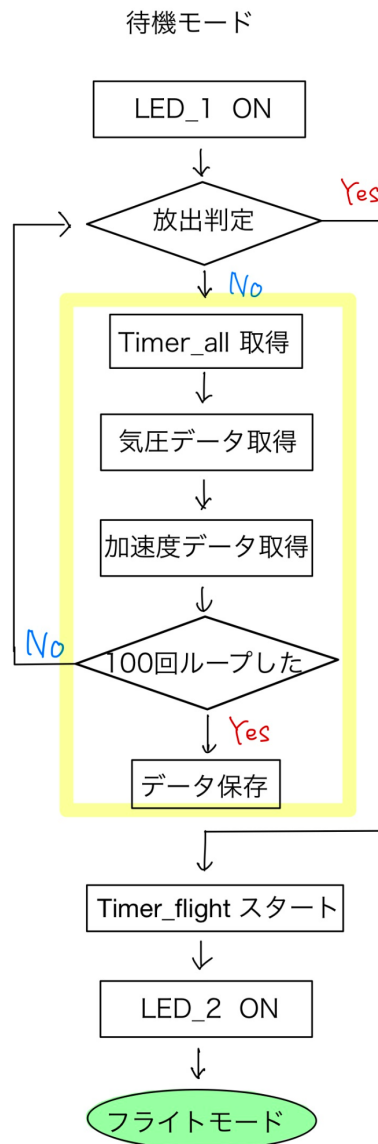 待機モード
LED_1 ON
放出判定
Yes
No
Timer_all 取得
気圧データ取得
加速度データ取得
100回ループした
No
Yes
データ保存
Timer_flight スタート
LED_2 ON
フライトモード